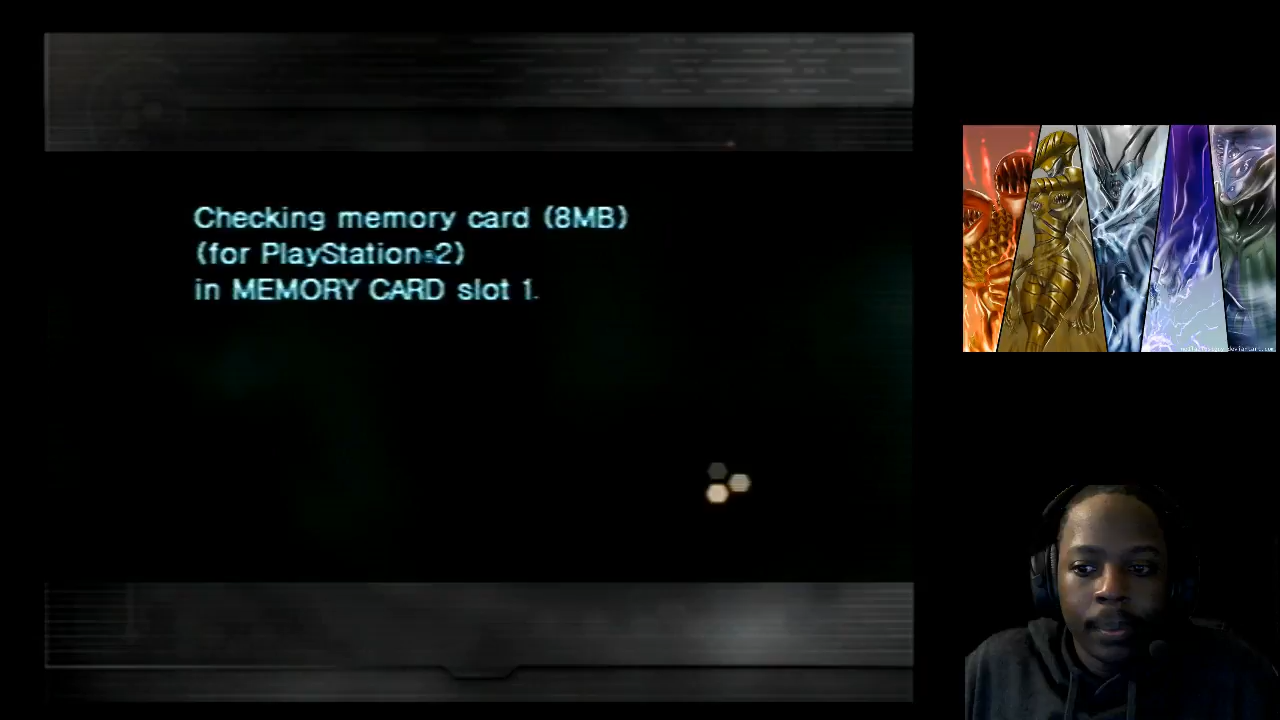 Checking memory card (8MB)
(for PlayStation®2)
in MEMORY CARD slot 1.